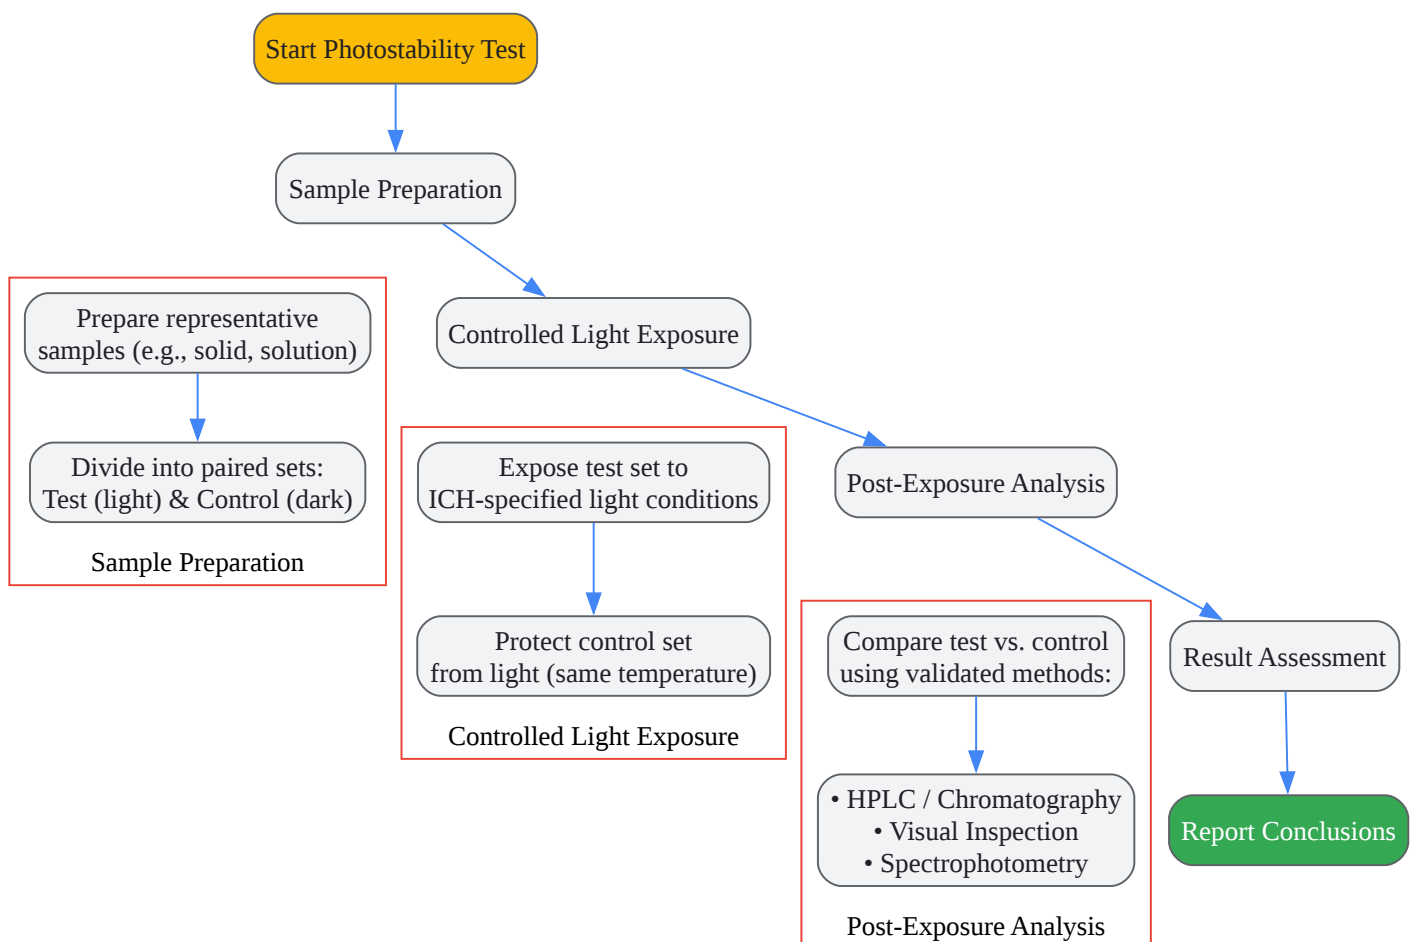 Start Photostability Test
Sample Preparation
Prepare representative
samples (e.g., solid, solution)
Divide into paired sets:
Test (light) & Control (dark)
Sample Preparation
Controlled Light Exposure
Expose test set to
ICH-specified light conditions
Protect control set
from light (same temperature)
Controlled Light Exposure
Post-Exposure Analysis
Compare test vs. control
using validated methods:
• HPLC / Chromatography
• Visual Inspection
• Spectrophotometry
Post-Exposure Analysis
Result Assessment
Report Conclusions